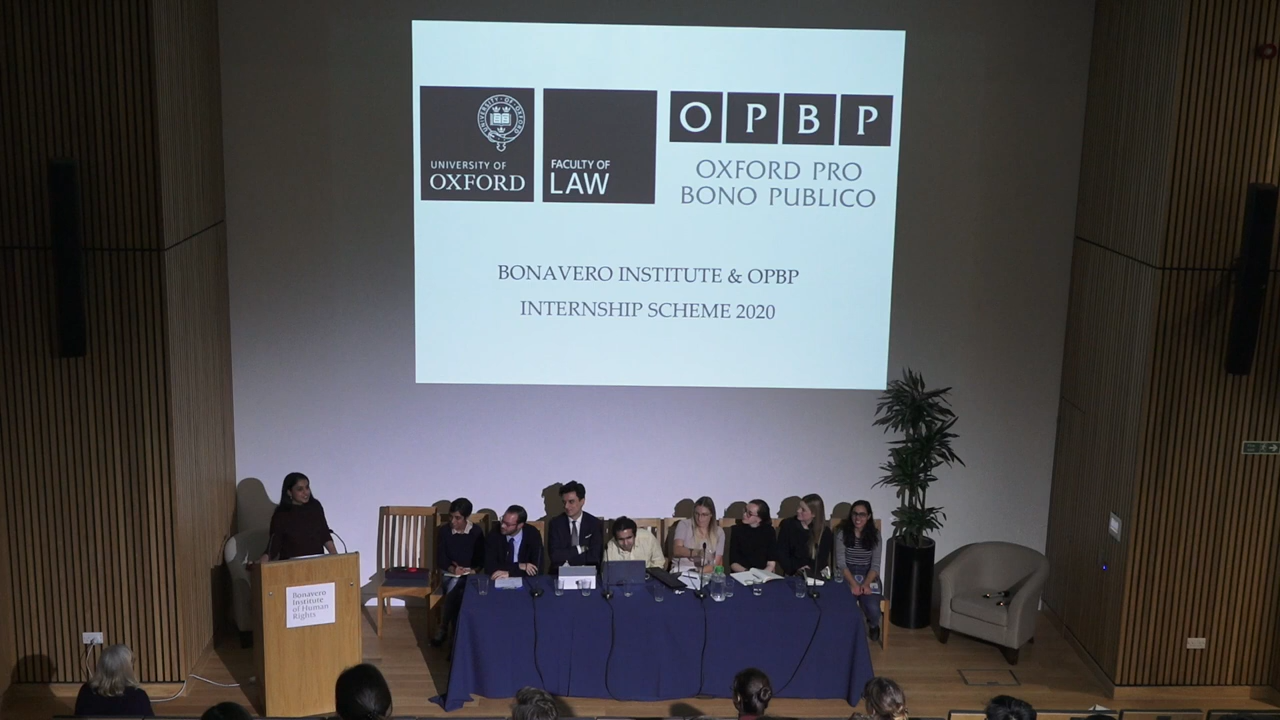 UNIVERSITY OF
OXFORD
FACULTY OF
LAW
O P B P
OXFORD PRO
BONO PUBLICO
BONAVERO INSTITUTE & OPBP
INTERNSHIP SCHEME 2020
Bonavero
Institute
of Human
Rights